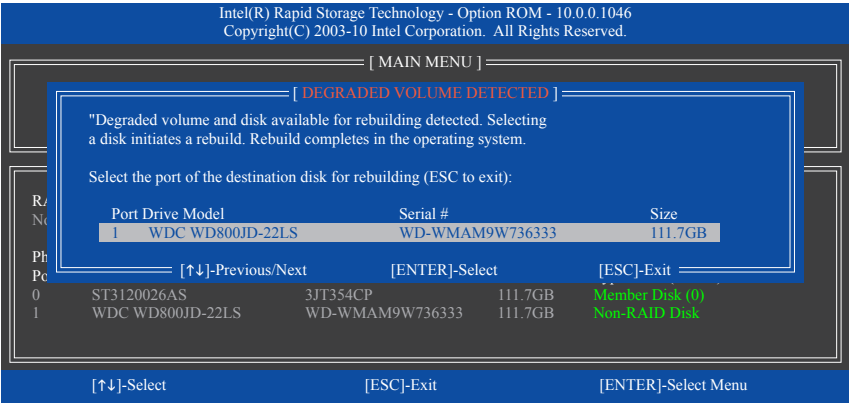 Intel(R) Rapid Storage Technology - Option ROM - 10.0.0.1046
Copyright(C) 2003-10 Intel Corporation. All Rights Reserved.
[ MAIN MENU ]
[ DEGRADED VOLUME DETECTED ]
"Degraded volume and disk available for rebuilding detected. Selecting
a disk initiates a rebuild. Rebuild completes in the operating system.
Select the port of the destination disk for rebuilding (ESC to exit):
Port Drive Model Serial # Size
1 WDC WD800JD-22LS WD-WMAM9W736333 111.7GB
[↑↓]-Previous/Next [ENTER]-Select [ESC]-Exit
0 ST3120026AS 3JT354CP 111.7GB Member Disk (0)
1 WDC WD800JD-22LS WD-WMAM9W736333 111.7GB Non-RAID Disk
[↑↓]-Select [ESC]-Exit [ENTER]-Select Menu